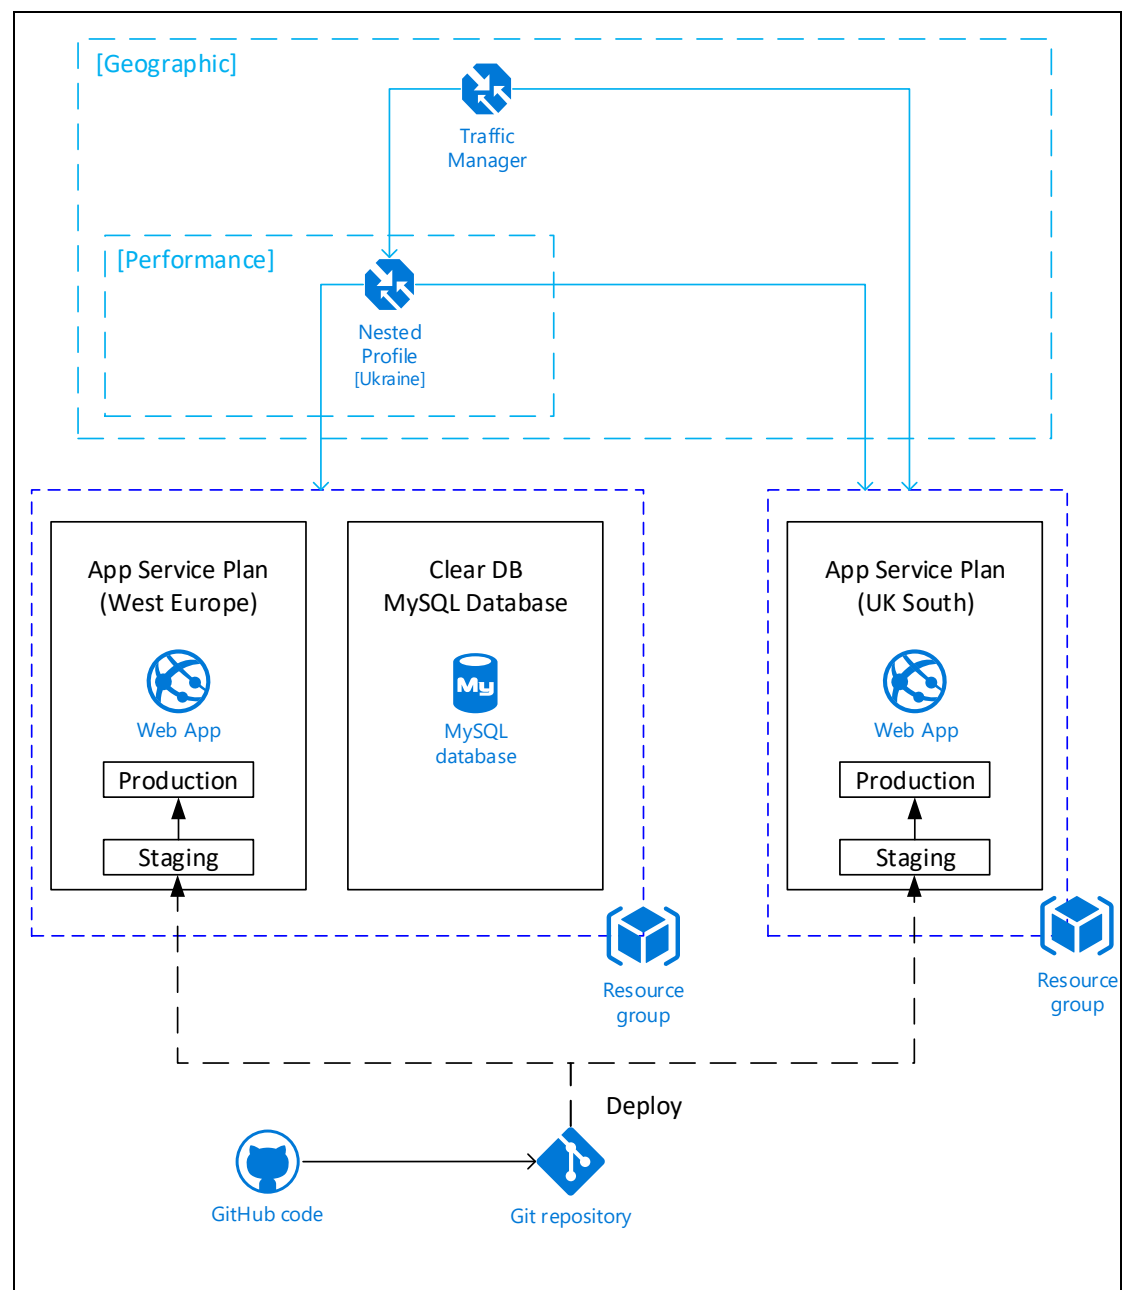 [Geographic]
Traffic
Manager
[Performance]
Nested
Profile
[Ukraine]
App Service Plan
(West Europe)
Web App
Production
Staging
Clear DB
MySQL Database
My
MySQL
database
App Service Plan
(UK South)
Web App
Production
Staging
Resource
group
Resource
group
Deploy
GitHub code
Git repository